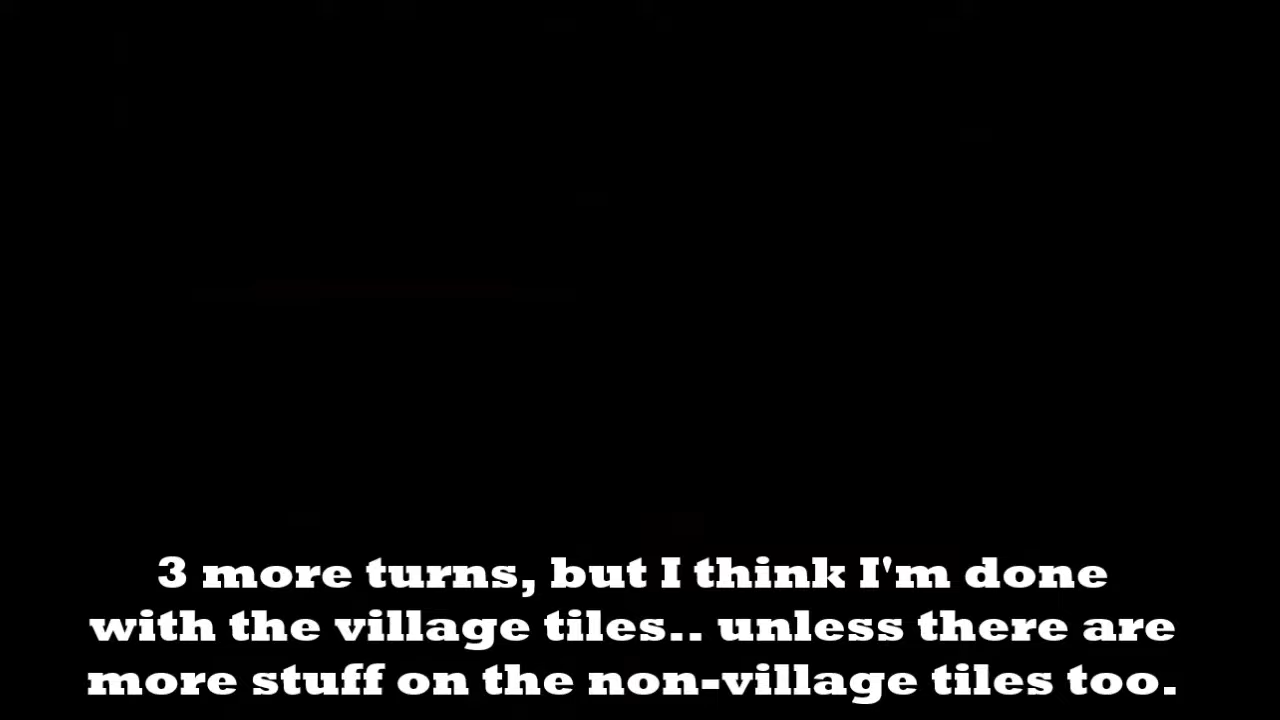 3 more turns, but I think I'm done
with the village tiles.. unless there are
more stuff on the non-village tiles too.